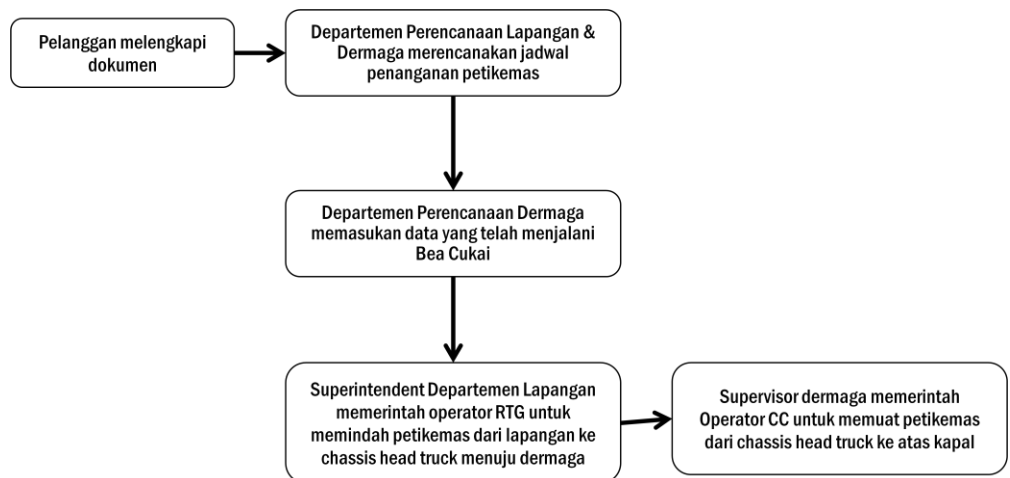 Pelanggan melengkapi
dokumen
Departemen Perencanaan Lapangan &
Dermaga merencanakan jadwal
penanganan petikemas
Departemen Perencanaan Dermaga
memasukan data yang telah menjalani
Bea Cukai
Superintendent Departemen Lapangan
memerintah operator RTG untuk
memindah petikemas dari lapangan ke
chassis head truck menuju dermaga
Supervisor dermaga memerintah
Operator CC untuk memuat petikemas
dari chassis head truck ke atas kapal